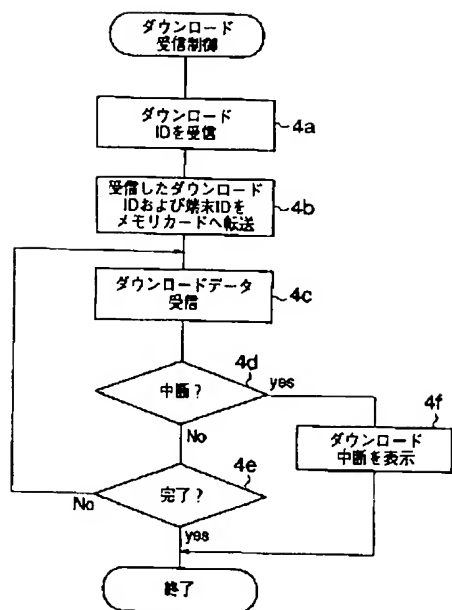 ダウンロード
受信制御
ダウンロード
IDを受信
4a
受信したダウンロード
IDおよび端末IDを
メモリカードへ転送
4b
ダウンロードデータ
受信
4c
4d
中断?
yes
No
4f
ダウンロード
中断を表示
4e
完了?
No
yes
終了